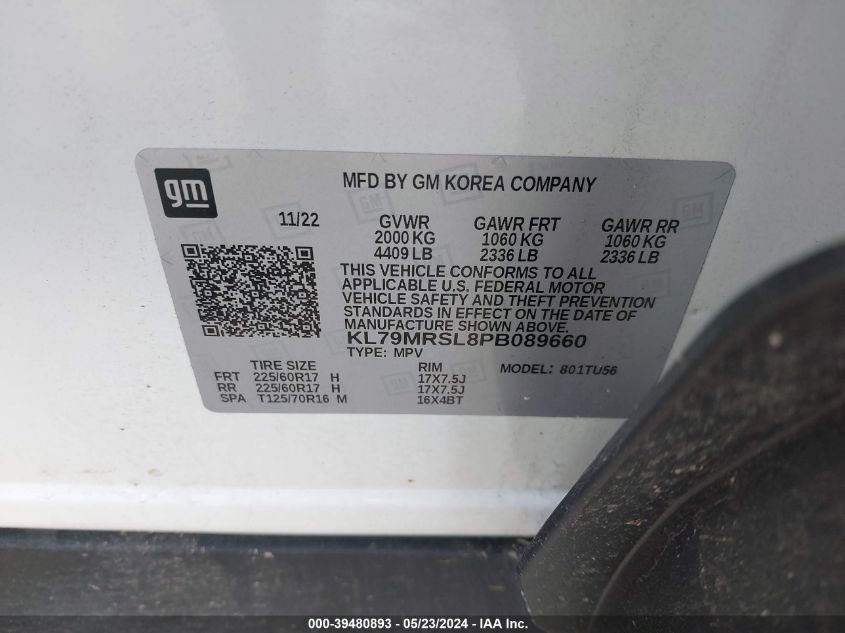 gm
MFD BY GM KOREA COMPANY
11/22 GVWR GAWR FRT GAWR RR
2000 KG 1060 KG 1060 KG
4409 LB 2336 LB 2336 LB
THIS VEHICLE CONFORMS TO ALL
APPLICABLE U.S. FEDERAL MOTOR
VEHICLE SAFETY AND THEFT PREVENTION
STANDARDS IN EFFECT ON THE DATE OF
MANUFACTURE SHOWN ABOVE.
KL79MRSL8PB089660
TYPE: MPV MODEL: 801TU56
TIRE SIZE RIM
FRT 225/60R17 H 17X7.5J
RR 225/60R17 H 17X7.5J
SPA T125/70R16 M 16X4BT
000-39480893 - 05/23/2024 - IAA Inc.